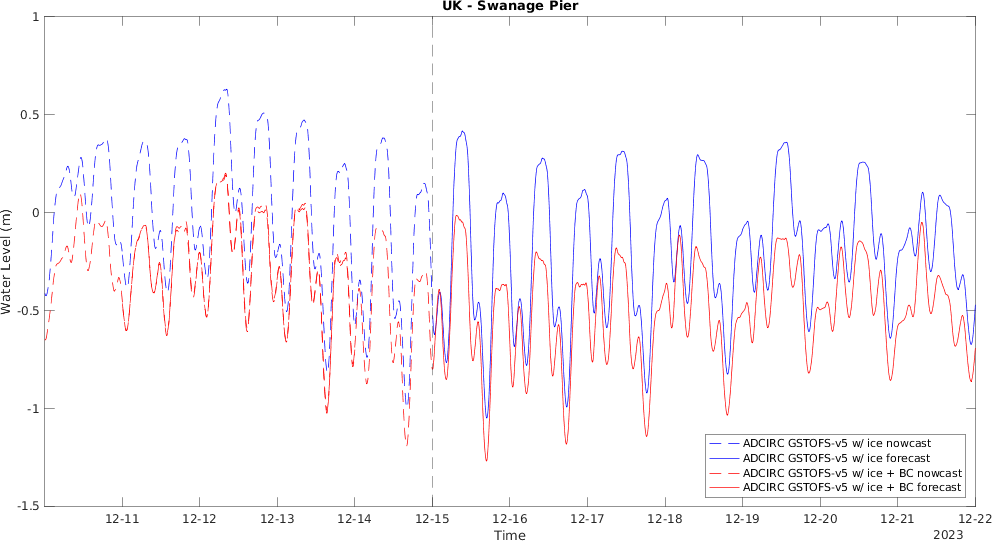 UK - Swanage Pier
1
0.5
0
-0.5
-1
-1.5
Water Level (m)
12-11
12-12
12-13
12-14
12-15
12-16
12-17
12-18
12-19
12-20
12-21
12-22
Time
2023
ADCIRC GSTOFS-v5 w/ ice nowcast
ADCIRC GSTOFS-v5 w/ ice forecast
ADCIRC GSTOFS-v5 w/ ice + BC nowcast
ADCIRC GSTOFS-v5 w/ ice + BC forecast